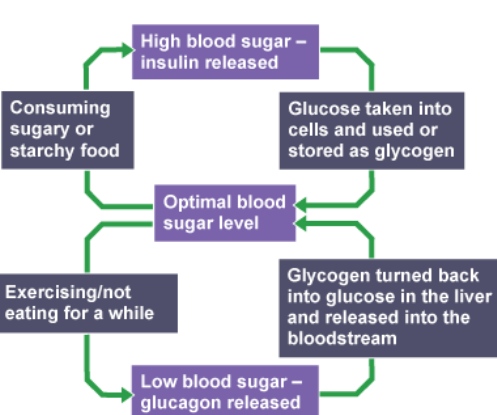 High blood sugar –
insulin released
Consuming
sugary or
starchy food
Glucose taken into
cells and used or
stored as glycogen
Optimal blood
sugar level
Exercising/not
eating for a while
Glycogen turned back
into glucose in the liver
and released into the
bloodstream
Low blood sugar –
glucagon released